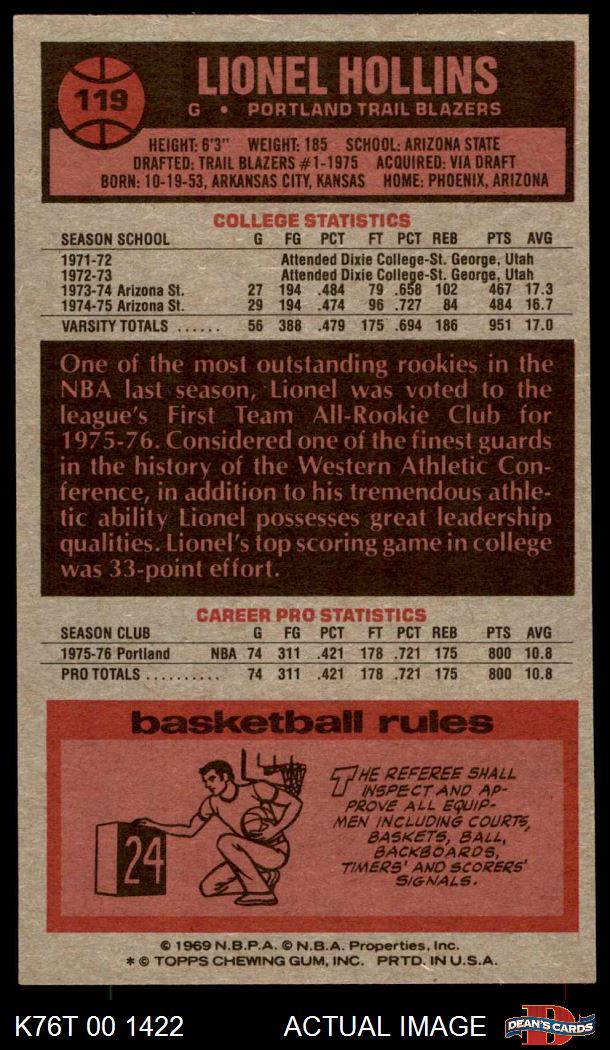 119
LIONEL HOLLINS
G • PORTLAND TRAIL BLAZERS
HEIGHT: 6'3" WEIGHT: 185 SCHOOL: ARIZONA STATE
DRAFTED: TRAIL BLAZERS #1-1975 ACQUIRED: VIA DRAFT
BORN: 10-19-53, ARKANSAS CITY, KANSAS HOME: PHOENIX, ARIZONA
COLLEGE STATISTICS
SEASON SCHOOL G FG PCT FT PCT REB PTS AVG
1971-72 Attended Dixie College-St. George, Utah
1972-73 Attended Dixie College-St. George, Utah
1973-74 Arizona St. 27 194 .484 79 .658 102 467 17.3
1974-75 Arizona St. 29 194 .474 96 .727 84 484 16.7
VARSITY TOTALS ...... 56 388 .479 175 .694 186 951 17.0
One of the most outstanding rookies in the
NBA last season, Lionel was voted to the
league's First Team All-Rookie Club for
1975-76. Considered one of the finest guards
in the history of the Western Athletic Con-
ference, in addition to his tremendous athle-
tic ability Lionel possesses great leadership
qualities. Lionel's top scoring game in college
was 33-point effort.
CAREER PRO STATISTICS
SEASON CLUB G FG PCT FT PCT REB PTS AVG
1975-76 Portland NBA 74 311 .421 178 .721 175 800 10.8
PRO TOTALS .......... 74 311 .421 178 .721 175 800 10.8
basketball rules
THE REFEREE SHALL
INSPECT AND AP-
PROVE ALL EQUIP-
MEN INCLUDING COURTS,
BASKETS, BALL,
BACKBOARDS,
TIMERS' AND SCORERS'
SIGNALS.
24
© 1969 N.B.P.A. © N.B.A. Properties, Inc.
* © TOPPS CHEWING GUM, INC. PRTD. IN U.S.A.
K76T 00 1422 ACTUAL IMAGE
D
DEAN'S CARDS